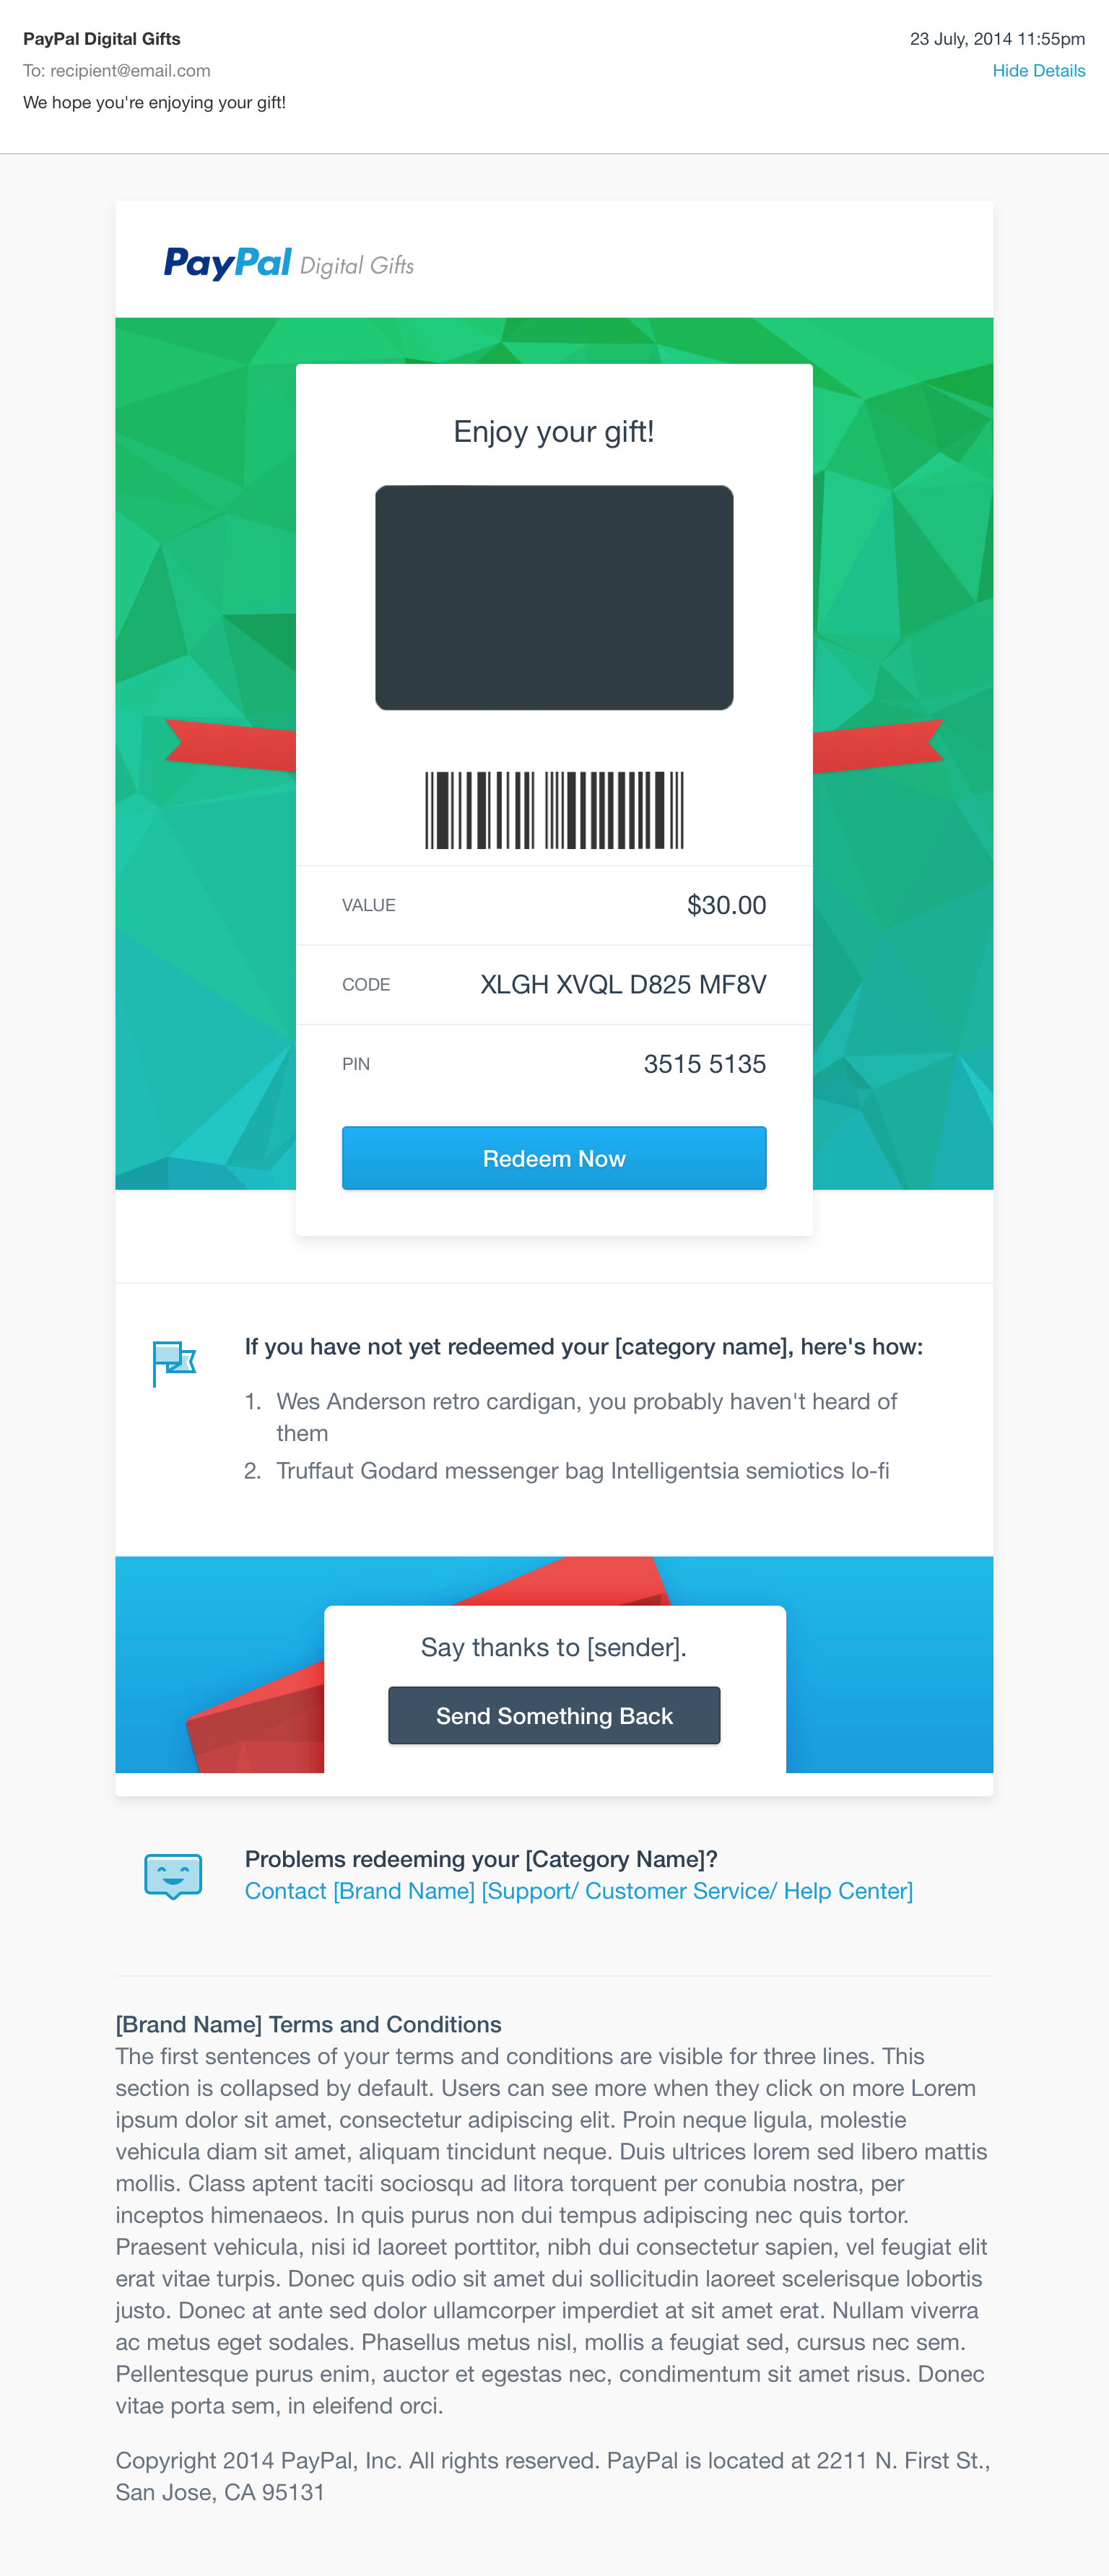 PayPal Digital Gifts
23 July, 2014 11:55pm
To: recipient@email.com
Hide Details
We hope you're enjoying your gift!
PayPal Digital Gifts
Enjoy your gift!
VALUE $30.00
CODE XLGH XVQL D825 MF8V
PIN 3515 5135
Redeem Now
If you have not yet redeemed your [category name], here's how:
1. Wes Anderson retro cardigan, you probably haven't heard of
them
2. Truffaut Godard messenger bag Intelligentsia semiotics lo-fi
Say thanks to [sender].
Send Something Back
Problems redeeming your [Category Name]?
Contact [Brand Name] [Support/ Customer Service/ Help Center]
[Brand Name] Terms and Conditions
The first sentences of your terms and conditions are visible for three lines. This
section is collapsed by default. Users can see more when they click on more Lorem
ipsum dolor sit amet, consectetur adipiscing elit. Proin neque ligula, molestie
vehicula diam sit amet, aliquam tincidunt neque. Duis ultrices lorem sed libero mattis
mollis. Class aptent taciti sociosqu ad litora torquent per conubia nostra, per
inceptos himenaeos. In quis purus non dui tempus adipiscing nec quis tortor.
Praesent vehicula, nisi id laoreet porttitor, nibh dui consectetur sapien, vel feugiat elit
erat vitae turpis. Donec quis odio sit amet dui sollicitudin laoreet scelerisque lobortis
justo. Donec at ante sed dolor ullamcorper imperdiet at sit amet erat. Nullam viverra
ac metus eget sodales. Phasellus metus nisl, mollis a feugiat sed, cursus nec sem.
Pellentesque purus enim, auctor et egestas nec, condimentum sit amet risus. Donec
vitae porta sem, in eleifend orci.
Copyright 2014 PayPal, Inc. All rights reserved. PayPal is located at 2211 N. First St.,
San Jose, CA 95131